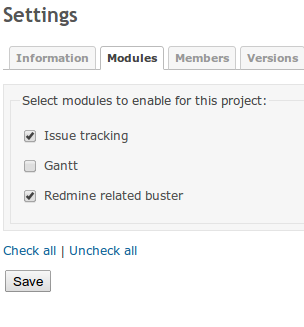 Settings
Information Modules Members Versions
Select modules to enable for this project:
Issue tracking
Gantt
Redmine related buster
Check all | Uncheck all
Save